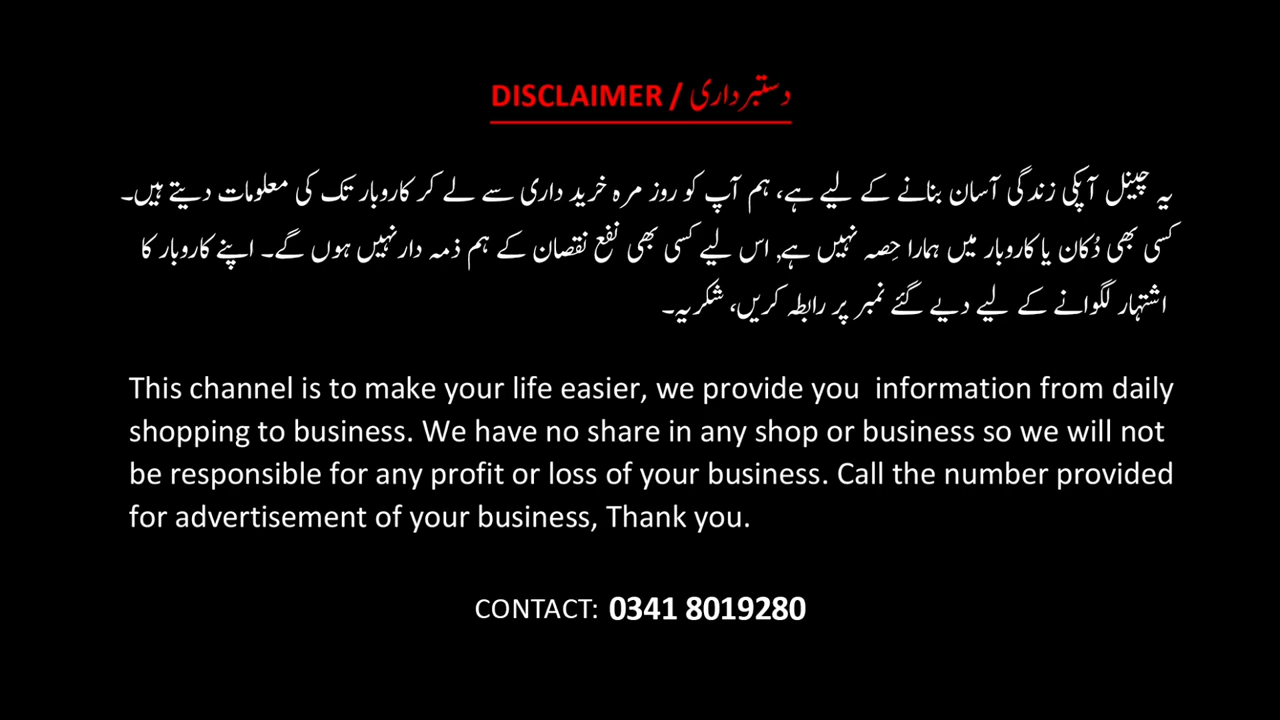 DISCLAIMER / دستبرداری
یہ چینل آپکی زندگی آسان بنانے کے لیے ہے، ہم آپ کو روز مرہ خرید داری سے لے کر کاروبار تک کی معلومات دیتے ہیں۔
کسی بھی دُکان یا کاروبار میں ہمارا حِصہ نہیں ہے, اس لیے کسی بھی نفع نقصان کے ہم ذمہ دار نہیں ہوں گے۔ اپنے کاروبار کا
اشتہار لگوانے کے لیے دیے گئے نمبر پر رابطہ کریں، شکریہ۔
This channel is to make your life easier, we provide you  information from daily
shopping to business. We have no share in any shop or business so we will not
be responsible for any profit or loss of your business. Call the number provided
for advertisement of your business, Thank you.
CONTACT: 0341 8019280